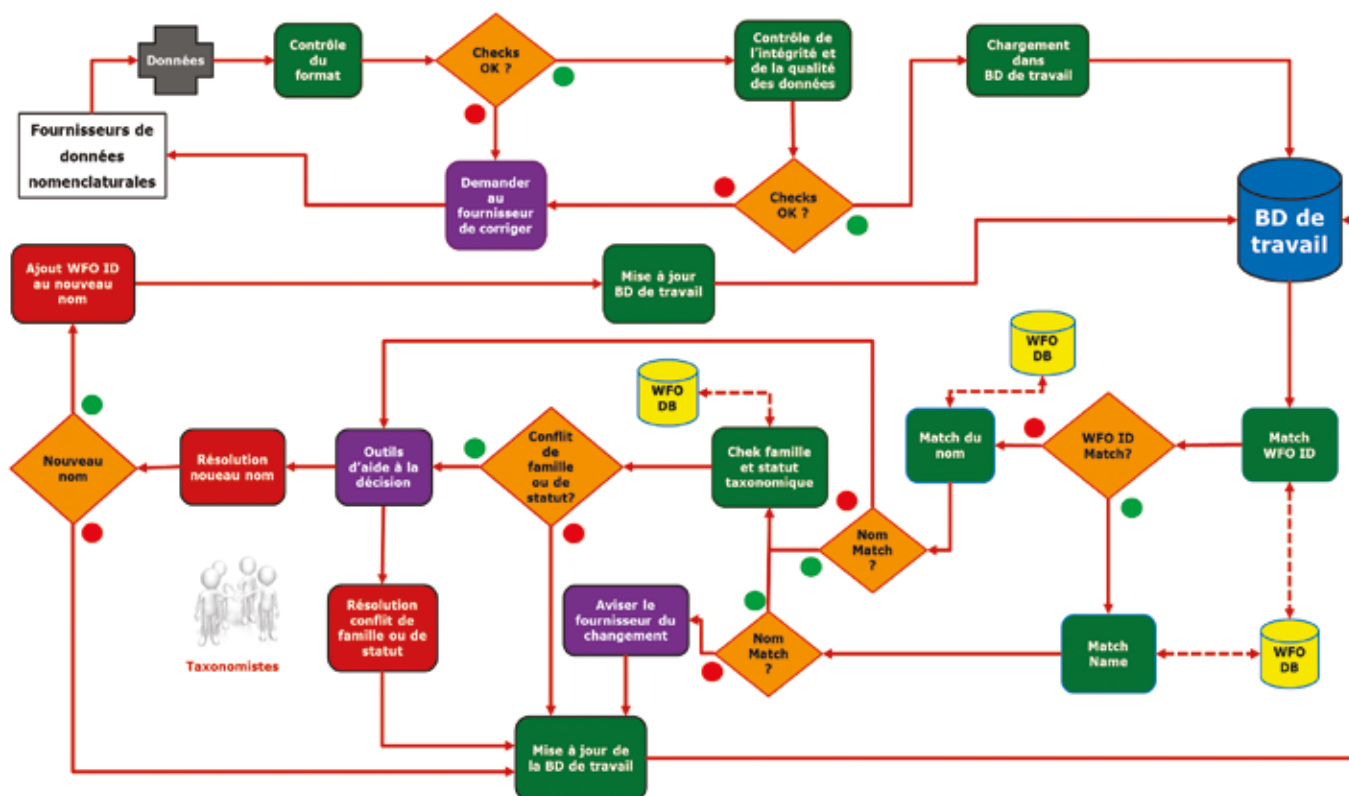 Données
Contrôle
du
format
Checks
OK ?
Contrôle de
l'intégrité et
de la qualité
des données
Chargement
dans
BD de travail
Fournisseurs de
données
nomenclaturales
Demander
au
fournisseur
de corriger
Checks
OK ?
BD de
travail
Ajout WFO ID
au nouveau
nom
Mise à jour
BD de travail
WFO
DB
WFO
DB
Nouveau
nom
Résolution
noueau nom
Outils
d'aide à la
décision
Conflit
de
famille
ou de
statut?
Chek famille
et statut
taxonomique
Match du
nom
WFO ID
Match?
Match
WFO ID
Nom
Match
?
Résolution
conflit de
famille ou de
statut
Aviser le
fournisseur du
changement
Nom
Match
?
Match
Name
WFO
DB
Taxonomistes
Mise à jour de
la BD de travail